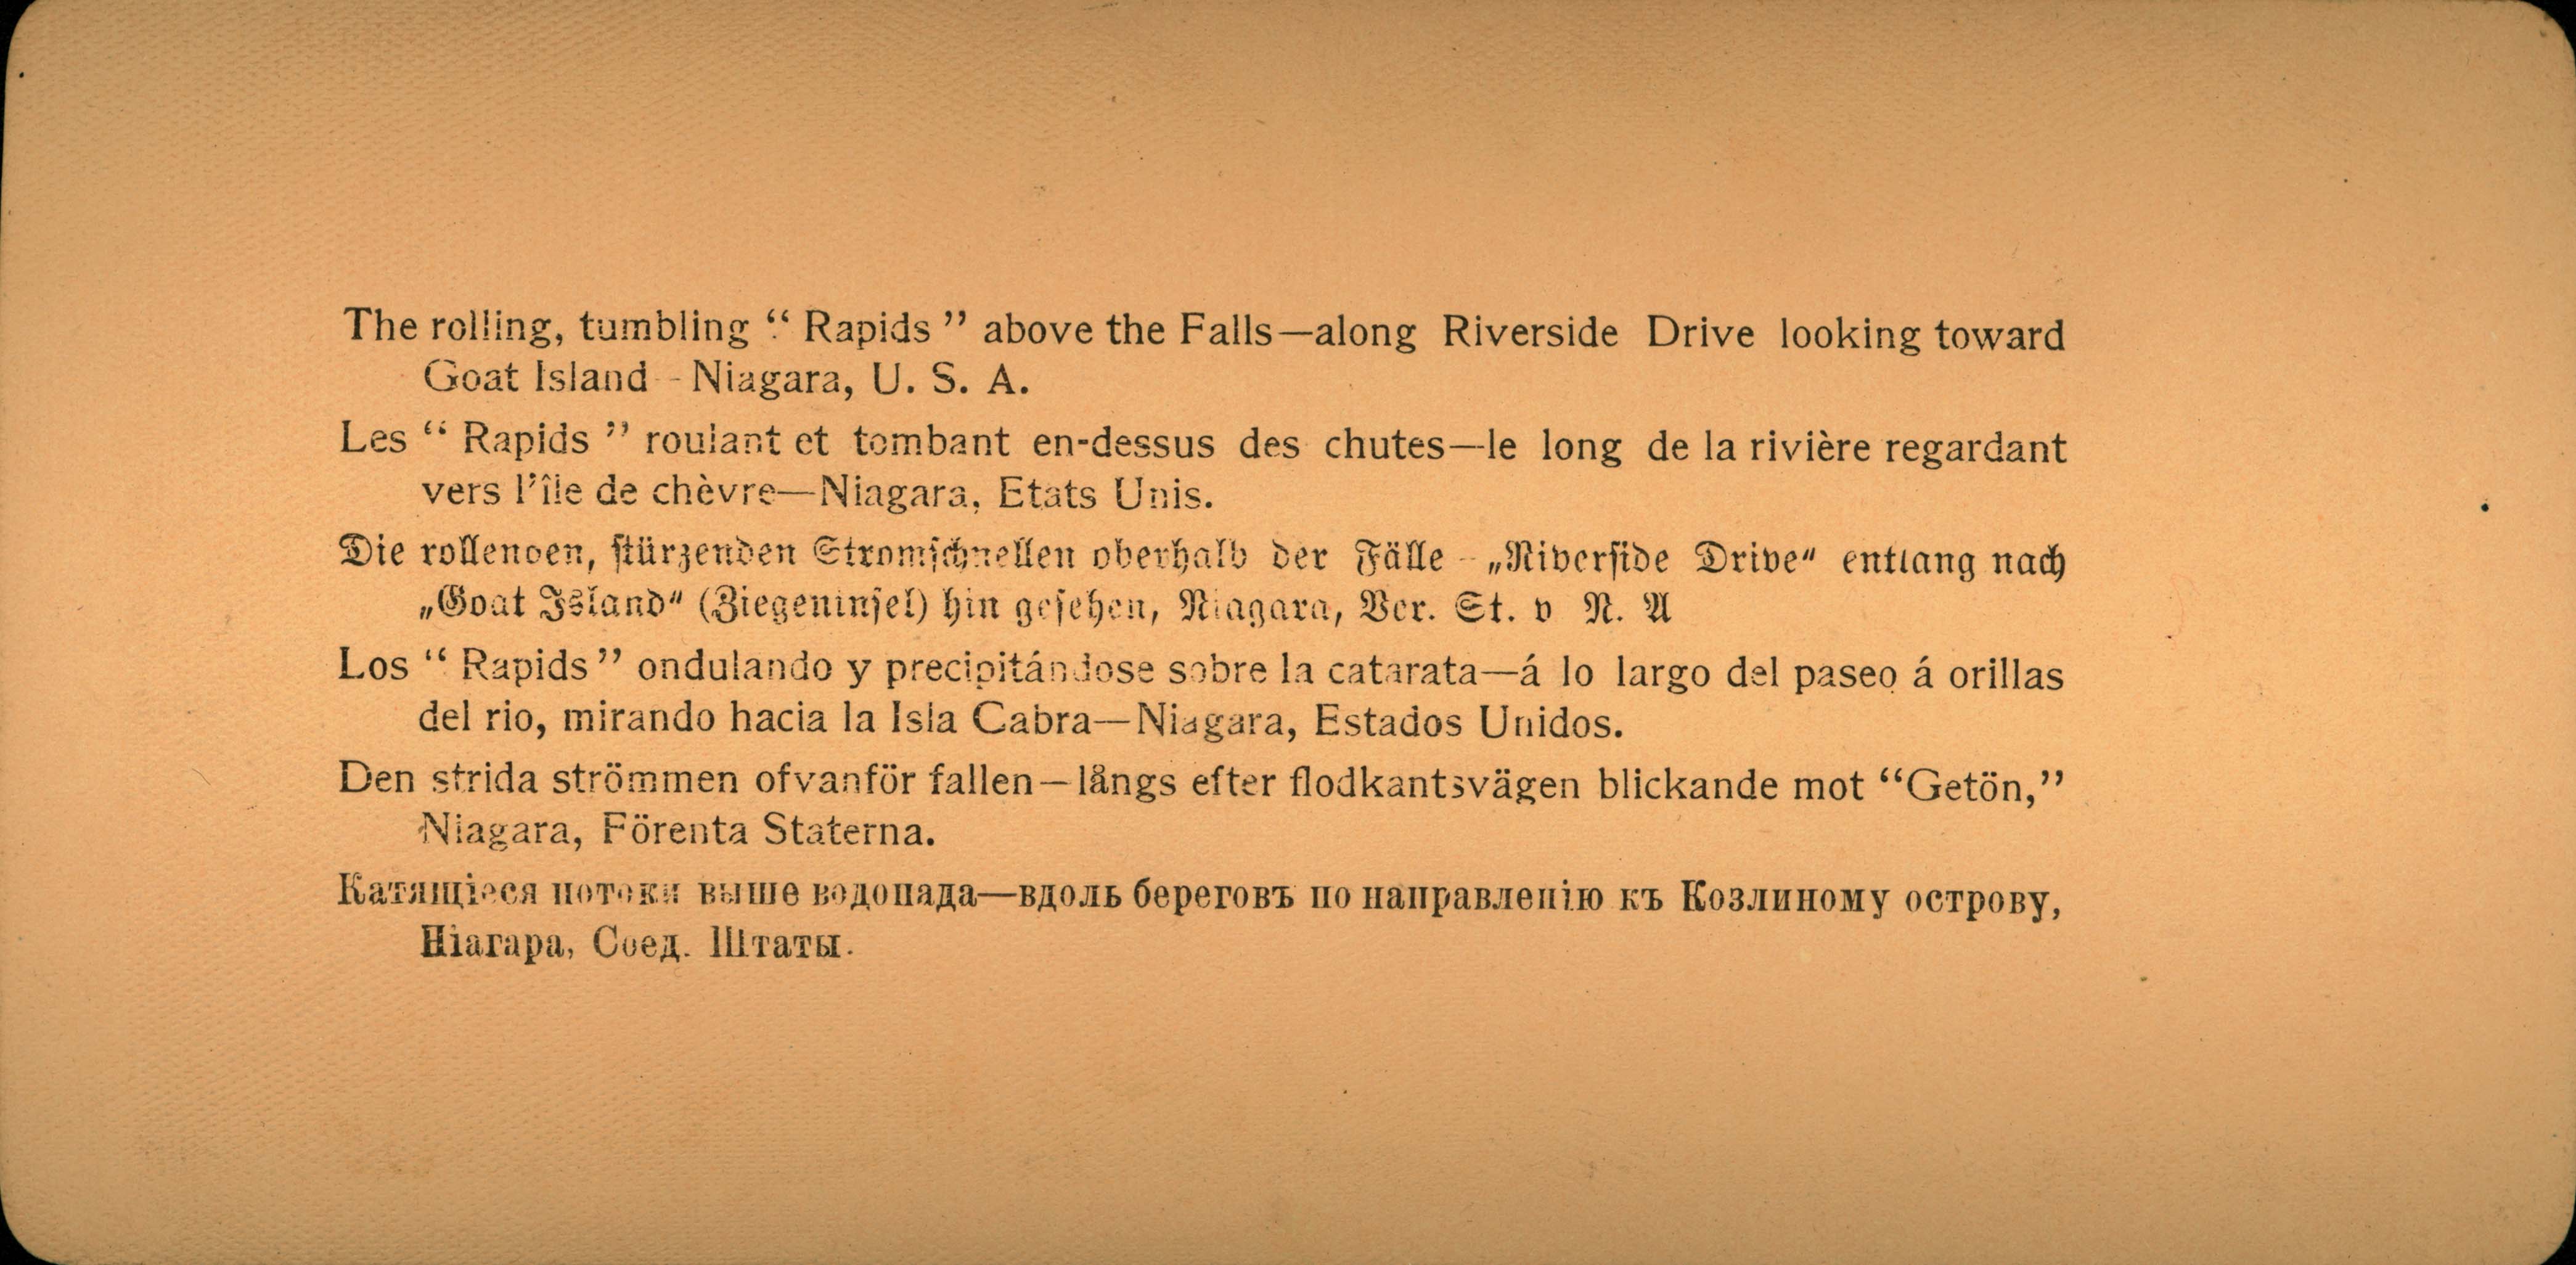 The rolling, tumbling “ Rapids ” above the Falls—along Riverside Drive looking toward
Goat Island - Niagara, U. S. A.
Les “ Rapids ” roulant et tombant en-dessus des chutes—le long de la rivière regardant
vers l’île de chèvre—Niagara, Etats Unis.
Die rollenden, stürzenden Stromschnellen oberhalb der Fälle - „Riverside Drive“ entlang nach
„Goat Island“ (Ziegeninsel) hin gesehen, Niagara, Ver. St. v N. A
Los “ Rapids ” ondulando y precipitándose sobre la catarata—á lo largo del paseo á orillas
del rio, mirando hacia la Isla Cabra—Niagara, Estados Unidos.
Den strida strömmen ofvanför fallen—långs efter flodkantsvägen blickande mot “Getön,”
Niagara, Förenta Staterna.
Катящіеся потоки выше водопада—вдоль береговъ по направленію къ Козлиному острову,
Ніагара, Соед. Штаты.